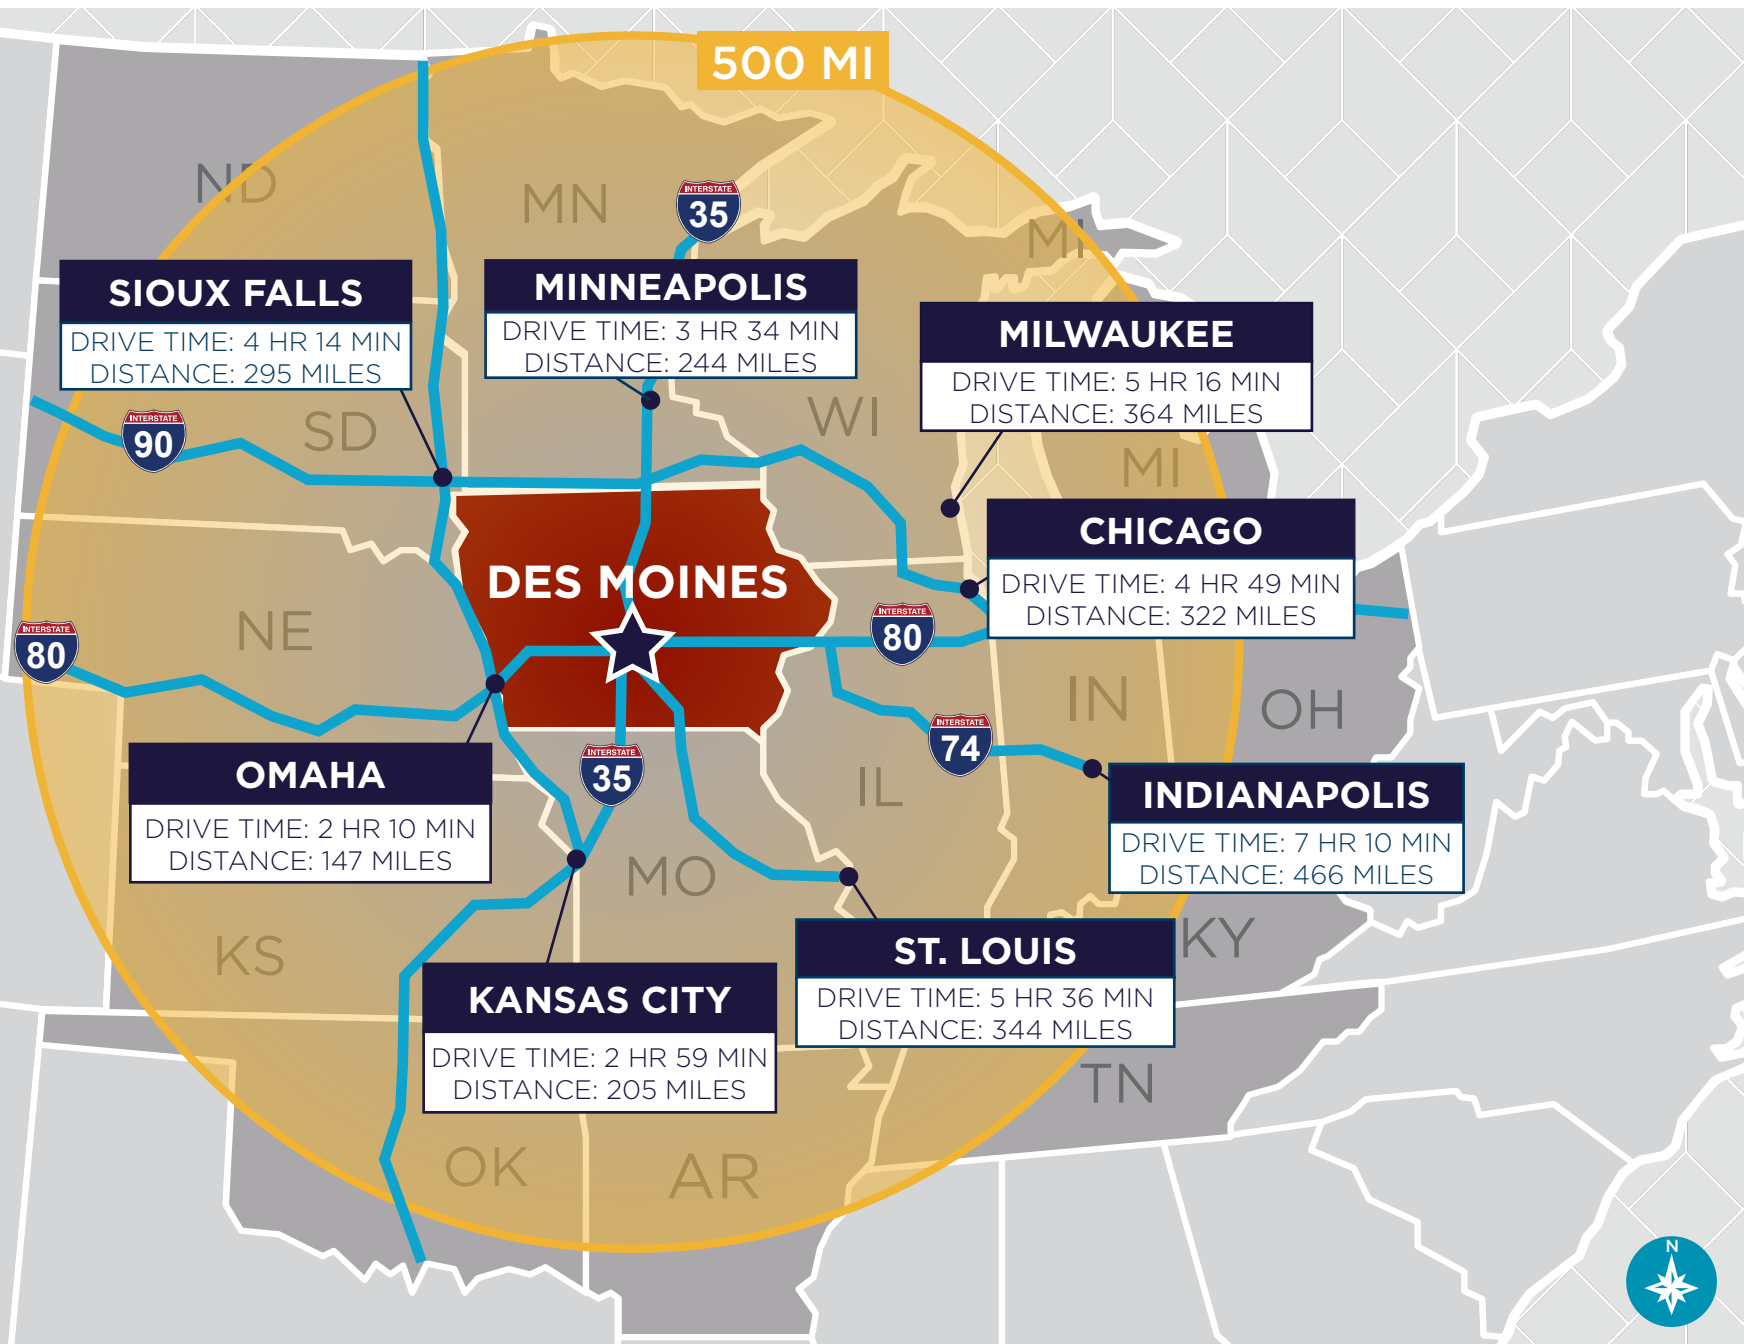 500 MI
ND
MN
INTERSTATE
35
MI
SIOUX FALLS
DRIVE TIME: 4 HR 14 MIN
DISTANCE: 295 MILES
MINNEAPOLIS
DRIVE TIME: 3 HR 34 MIN
DISTANCE: 244 MILES
MILWAUKEE
DRIVE TIME: 5 HR 16 MIN
DISTANCE: 364 MILES
INTERSTATE
90
SD
WI
MI
CHICAGO
DRIVE TIME: 4 HR 49 MIN
DISTANCE: 322 MILES
DES MOINES
NE
INTERSTATE
80
INTERSTATE
80
IN
OH
INTERSTATE
74
OMAHA
DRIVE TIME: 2 HR 10 MIN
DISTANCE: 147 MILES
INTERSTATE
35
IL
INDIANAPOLIS
DRIVE TIME: 7 HR 10 MIN
DISTANCE: 466 MILES
MO
KS
KY
ST. LOUIS
DRIVE TIME: 5 HR 36 MIN
DISTANCE: 344 MILES
KANSAS CITY
DRIVE TIME: 2 HR 59 MIN
DISTANCE: 205 MILES
TN
OK
AR
N